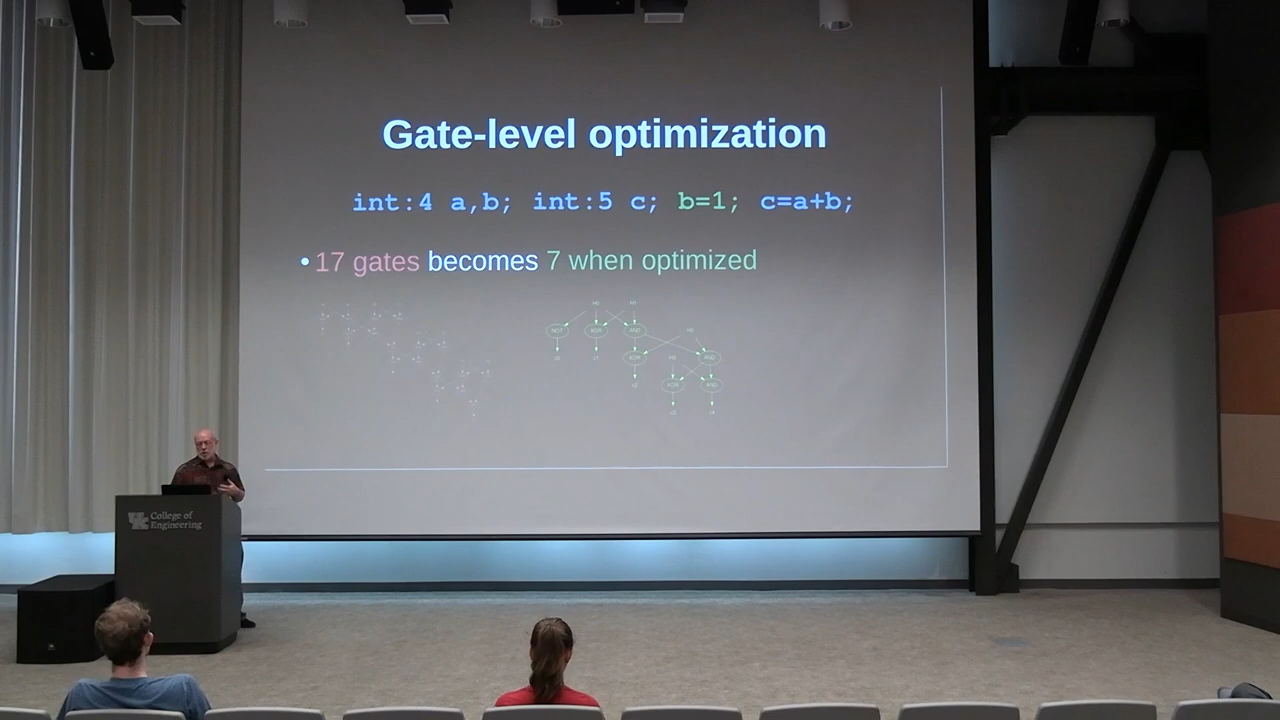 Gate-level optimization
int:4 a,b; int:5 c; b=1; c=a+b;
• 17 gates becomes 7 when optimized
NOT XOR AND
XOR AND
XOR AND
UK College of
Engineering